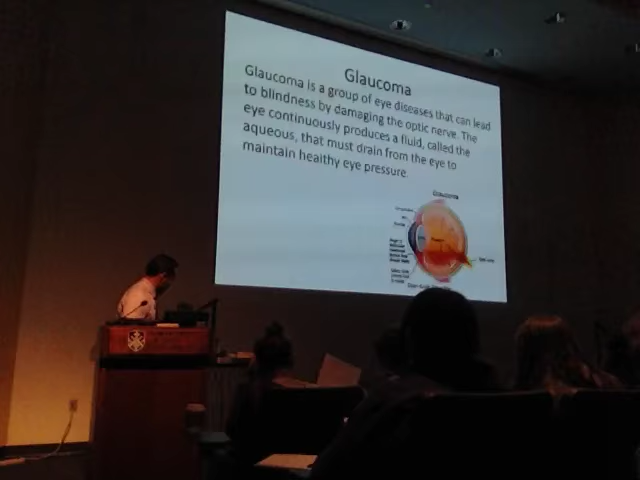 Glaucoma
Glaucoma is a group of eye diseases that can lead
to blindness by damaging the optic nerve. The
eye continuously produces a fluid, called the
aqueous, that must drain from the eye to
maintain healthy eye pressure.
Glaucoma